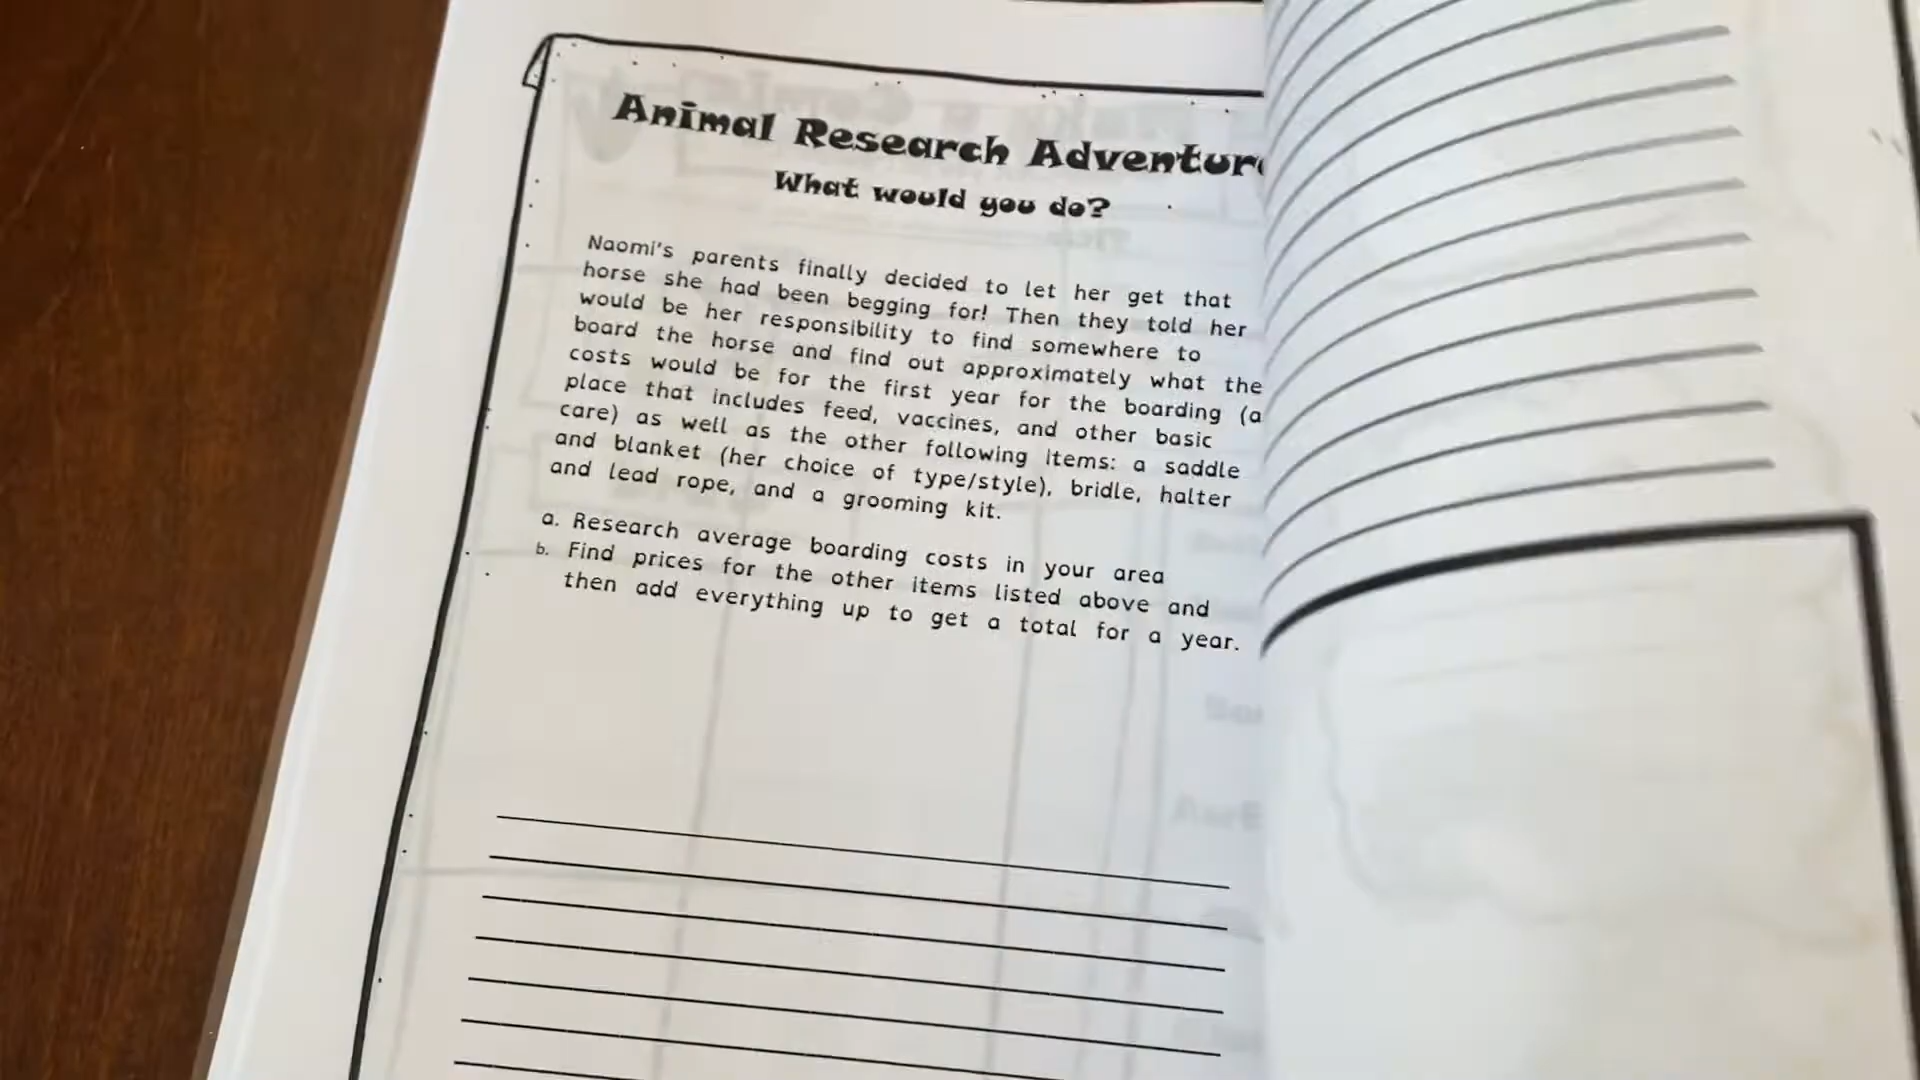 Animal Research
What would you do?
Naomi's parents finally decided to let her get that
horse she had been begging for! Then they told her
would be her responsibility to find somewhere to
board the horse and find out approximately what the
costs would be for the first year for the boarding (a
place that includes feed, vaccines, and other basic
care) as well as the other following items: a saddle
and blanket (her choice of type/style), bridle, halter
and lead rope, and a grooming kit.
a. Research average boarding costs in your area
b. Find prices for the other items listed above and
then add everything up to get a total for a year.